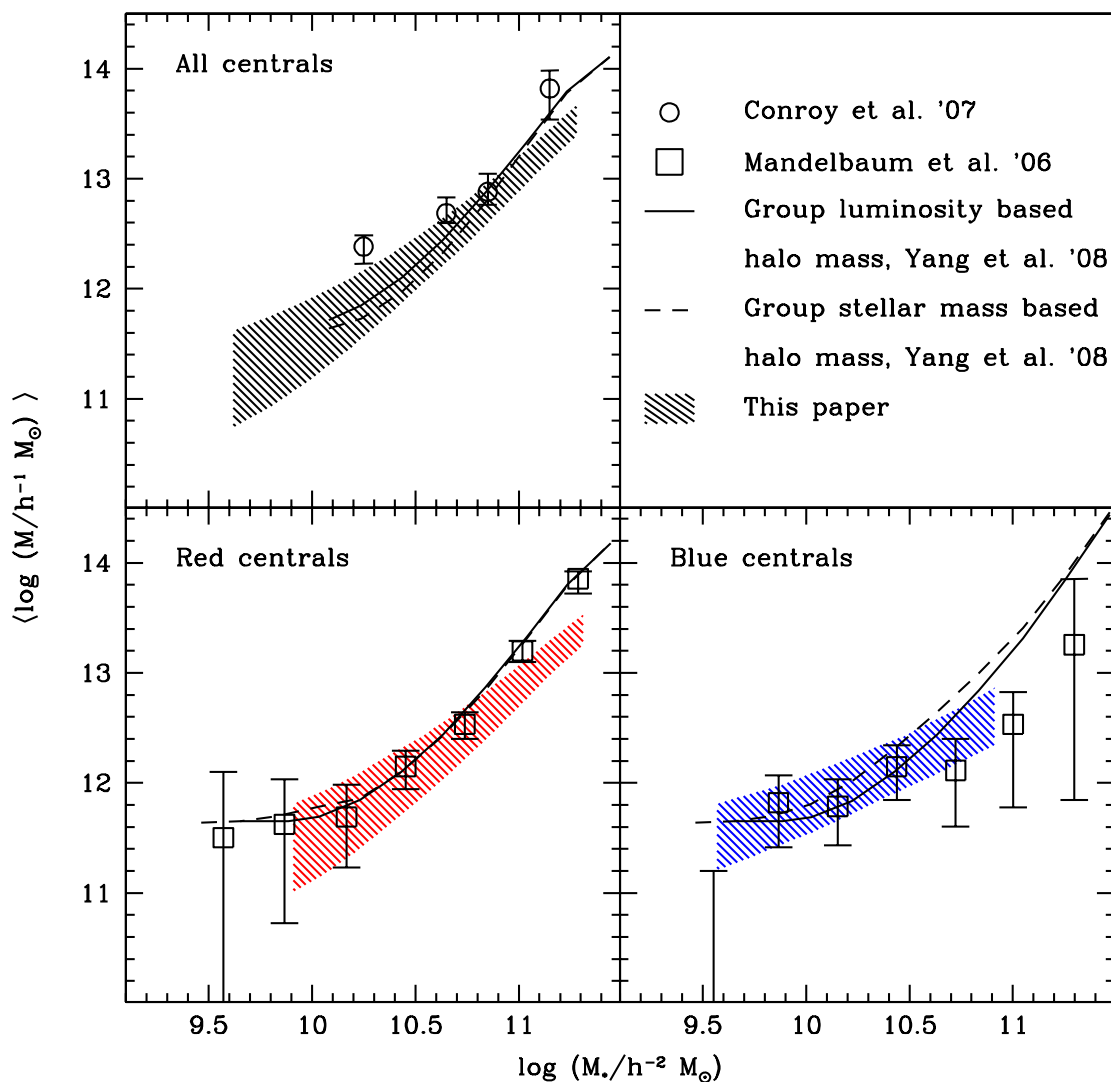 All centrals
14
13
12
11
Conroy et al. '07
Mandelbaum et al. '06
Group luminosity based
halo mass, Yang et al. '08
Group stellar mass based
halo mass, Yang et al. '08
This paper
⟨log (M/h⁻¹ M⊙) ⟩
Red centrals
14
13
12
11
Blue centrals
9.5
10
10.5
11
9.5
10
10.5
11
log (M*/h⁻² M⊙)